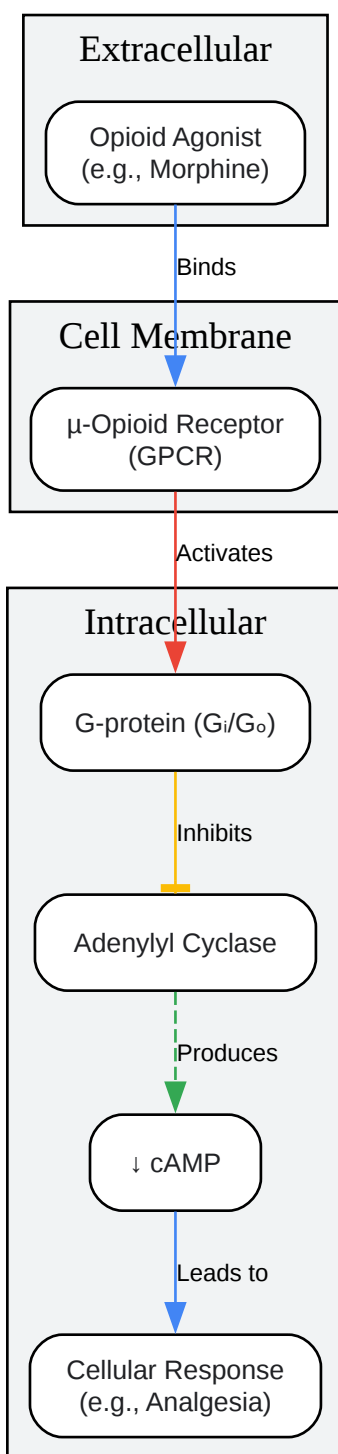 Extracellular
Opioid Agonist
(e.g., Morphine)
Binds
Cell Membrane
µ-Opioid Receptor
(GPCR)
Activates
Intracellular
G-protein (Gᵢ/Gₒ)
Inhibits
Adenylyl Cyclase
Produces
↓ cAMP
Leads to
Cellular Response
(e.g., Analgesia)